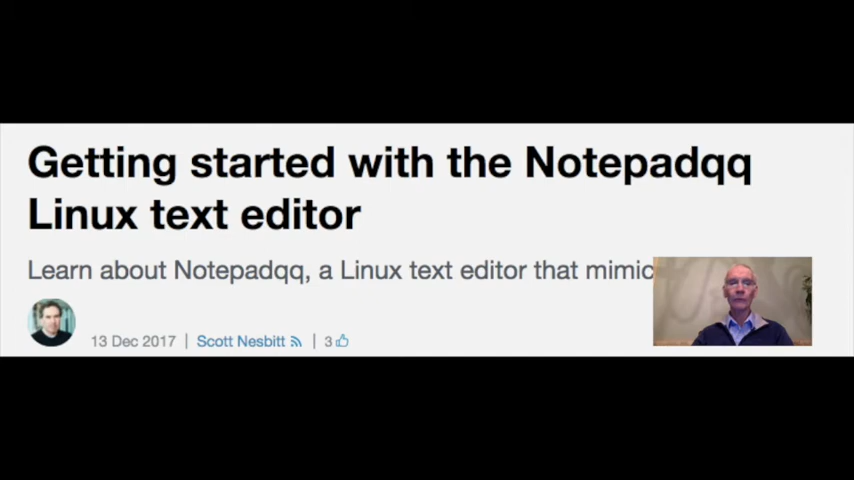 Getting started with the Notepadqq
Linux text editor
Learn about Notepadqq, a Linux text editor that mimic
13 Dec 2017 | Scott Nesbitt | 3